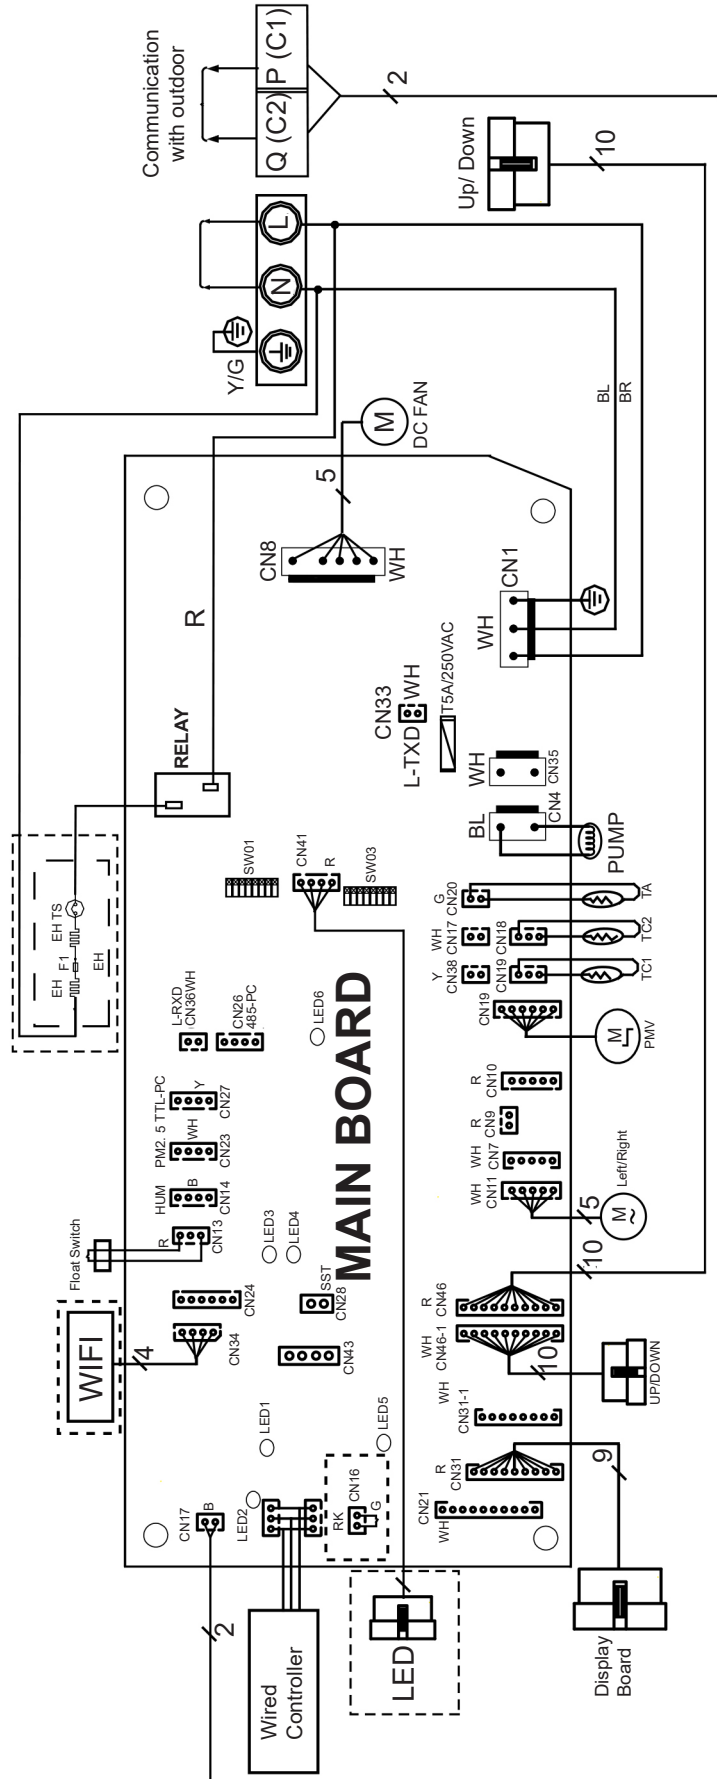 Communication
with outdoor
Q (C2)
P (C1)
2
Up/ Down
10
Y/G
N
L
BL
BR
M
DC FAN
5
CN8
WH
R
RELAY
CN1
WH
CN33
WH
L-TXD
T5A/250VAC
WH
CN35
BL
CN4
PUMP
EH
F1
EH TS
EH
SW01
CN41
R
SW03
G
CN20
TA
WH
CN17
CN18
TC2
Y
CN38
CN19
TC1
L-RXD
CN36WH
CN26
485-PC
LED6
CN19
M
PMV
PM2. 5 TTL-PC
Y
CN27
WH
CN23
HUM
B
CN14
R
CN10
R
CN9
WH
CN7
WH
CN11
5
M
Left/Right
Float Switch
R
CN13
LED3
LED4
MAIN BOARD
WIFI
4
CN24
CN34
SST
CN28
CN43
R
CN46
10
WH
CN46-1
10
UP/DOWN
WH
CN31-1
R
CN31
9
CN21
WH
LED1
LED5
CN17
B
LED2
CN16
RK
G
2
Wired
Controller
LED
Display
Board